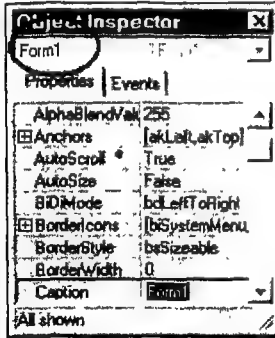 Object Inspector
Form1
Properties Events
AlphaBlendVal 255
Anchors [akLeft,akTop]
AutoScroll True
AutoSize False
BiDiMode bdLeftToRight
BorderIcons [biSystemMenu,
BorderStyle bsSizeable
BorderWidth 0
Caption Form1
All shown